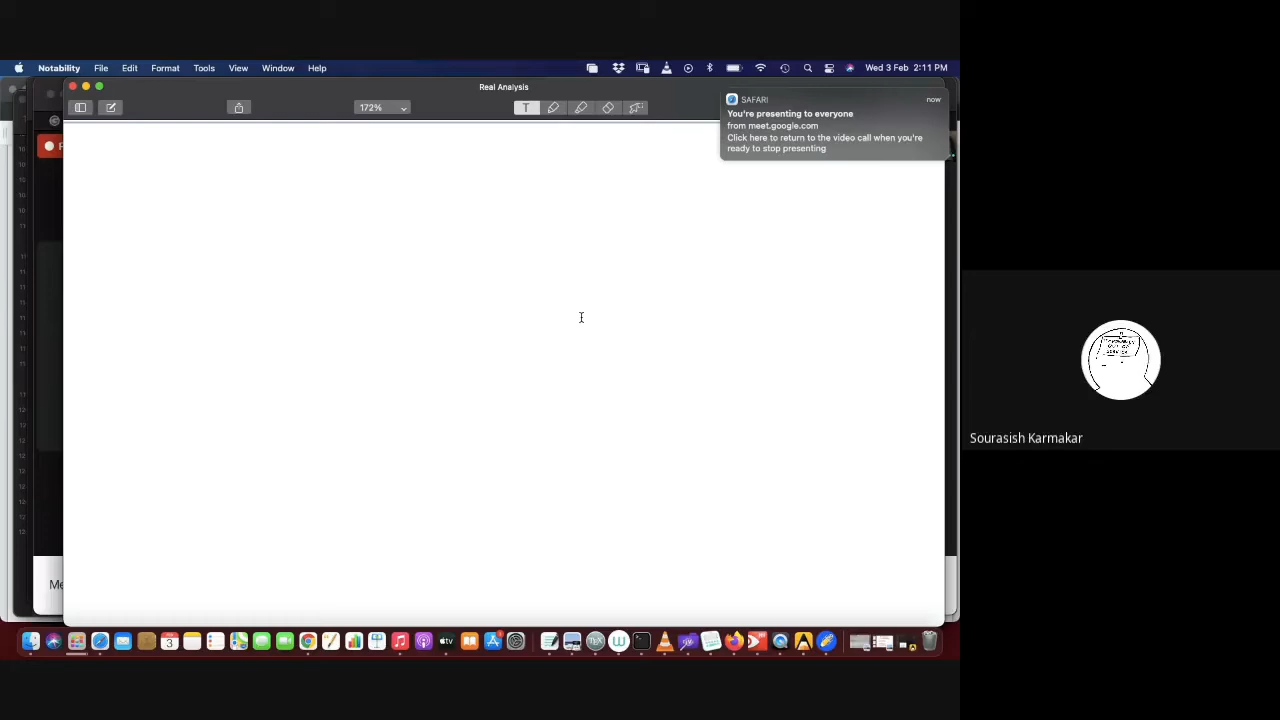 Notability File Edit Format Tools View Window Help Wed 3 Feb 2:11 PM
Real Analysis
172%
T
SAFARI now
You're presenting to everyone
from meet.google.com
Click here to return to the video call when you're
ready to stop presenting
Sourasish Karmakar
Me
3